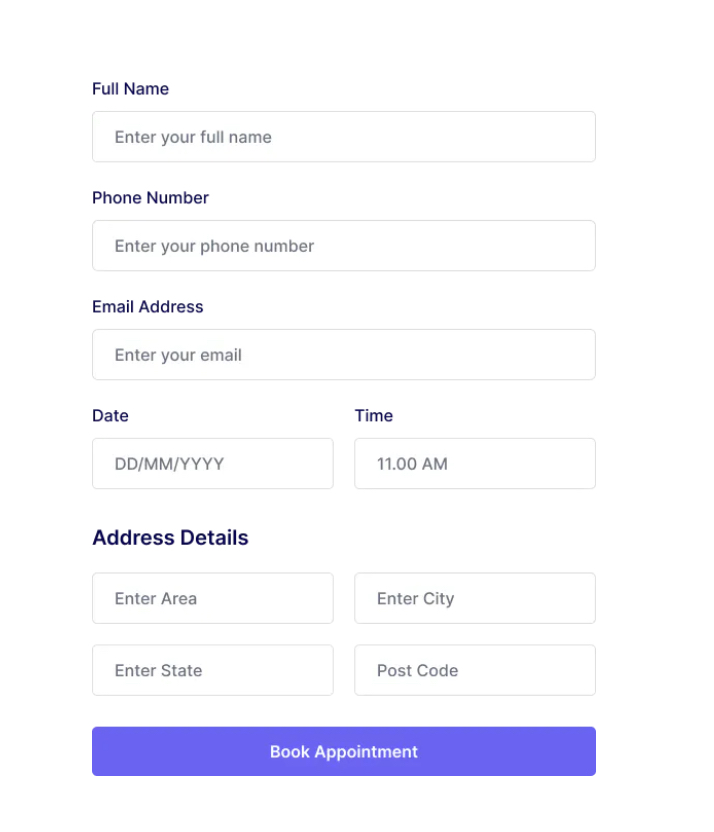 Full Name
Enter your full name
Phone Number
Enter your phone number
Email Address
Enter your email
Date Time
DD/MM/YYYY 11.00 AM
Address Details
Enter Area Enter City
Enter State Post Code
Book Appointment